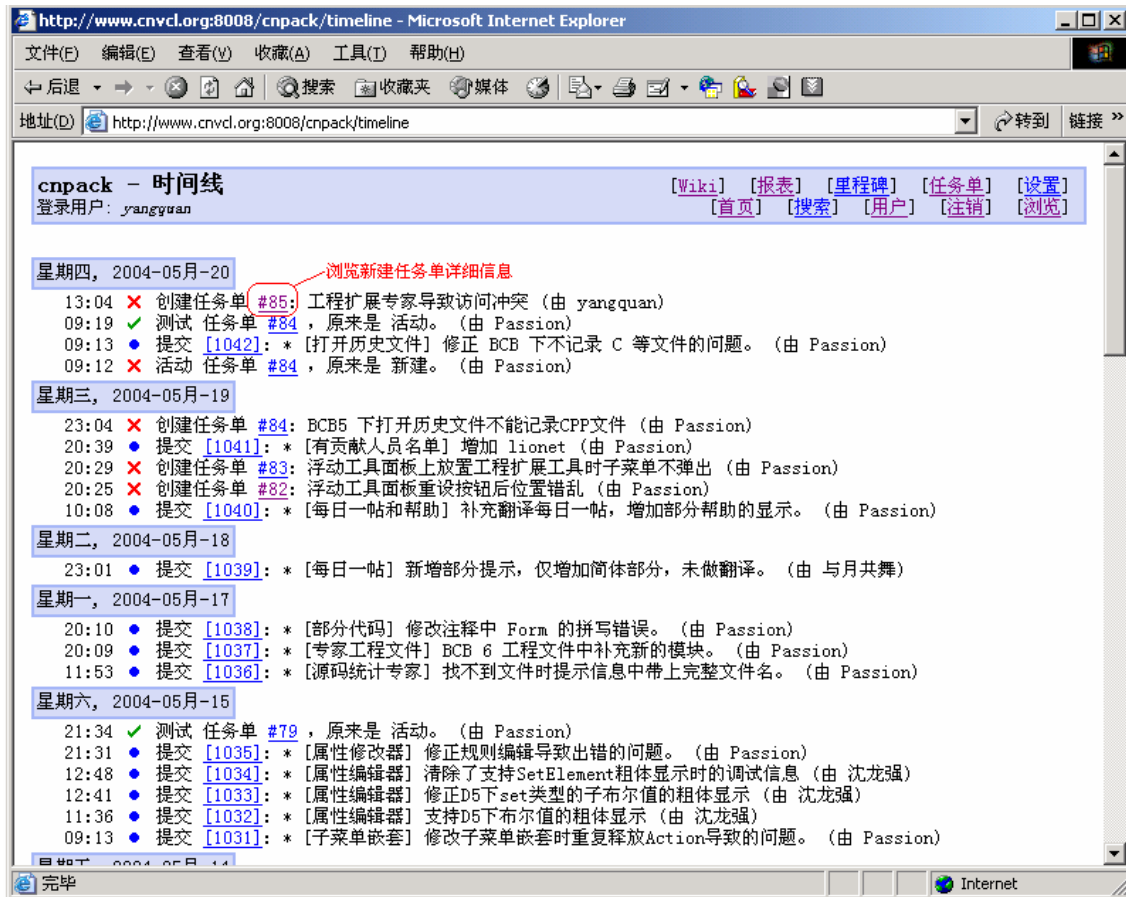 http://www.cnvcl.org:8008/cnpack/timeline - Microsoft Internet Explorer
文件(F) 编辑(E) 查看(V) 收藏(A) 工具(T) 帮助(H)
后退 搜索 收藏夹 媒体
地址(D) http://www.cnvcl.org:8008/cnpack/timeline 转到 链接 »
cnpack - 时间线 [Wiki] [报表] [里程碑] [任务单] [设置]
登录用户: yangquan [首页] [搜索] [用户] [注销] [浏览]
星期四, 2004-05月-20 浏览新建任务单详细信息
13:04 创建任务单 #85: 工程扩展专家导致访问冲突 (由 yangquan)
09:19 测试 任务单 #84 ，原来是 活动。 (由 Passion)
09:13 提交 [1042]: * [打开历史文件] 修正 BCB 下不记录 C 等文件的问题。 (由 Passion)
09:12 活动 任务单 #84 ，原来是 新建。 (由 Passion)
星期三, 2004-05月-19
23:04 创建任务单 #84: BCB5 下打开历史文件不能记录CPP文件 (由 Passion)
20:39 提交 [1041]: * [有贡献人员名单] 增加 lionet (由 Passion)
20:29 创建任务单 #83: 浮动工具面板上放置工程扩展工具时子菜单不弹出 (由 Passion)
20:25 创建任务单 #82: 浮动工具面板重设按钮后位置错乱 (由 Passion)
10:08 提交 [1040]: * [每日一帖和帮助] 补充翻译每日一帖，增加部分帮助的显示。 (由 Passion)
星期二, 2004-05月-18
23:01 提交 [1039]: * [每日一帖] 新增部分提示，仅增加简体部分，未做翻译。 (由 与月共舞)
星期一, 2004-05月-17
20:10 提交 [1038]: * [部分代码] 修改注释中 Form 的拼写错误。 (由 Passion)
20:09 提交 [1037]: * [专家工程文件] BCB 6 工程文件中补充新的模块。 (由 Passion)
11:53 提交 [1036]: * [源码统计专家] 找不到文件时提示信息中带上完整文件名。 (由 Passion)
星期六, 2004-05月-15
21:34 测试 任务单 #79 ，原来是 活动。 (由 Passion)
21:31 提交 [1035]: * [属性修改器] 修正规则编辑导致出错的问题。 (由 Passion)
12:48 提交 [1034]: * [属性编辑器] 清除了支持SetElement粗体显示时的调试信息 (由 沈龙强)
12:41 提交 [1033]: * [属性编辑器] 修正D5下set类型的子布尔值的粗体显示 (由 沈龙强)
11:36 提交 [1032]: * [属性编辑器] 支持D5下布尔值的粗体显示 (由 沈龙强)
09:13 提交 [1031]: * [子菜单嵌套] 修改子菜单嵌套时重复释放Action导致的问题。 (由 Passion)
完毕 Internet